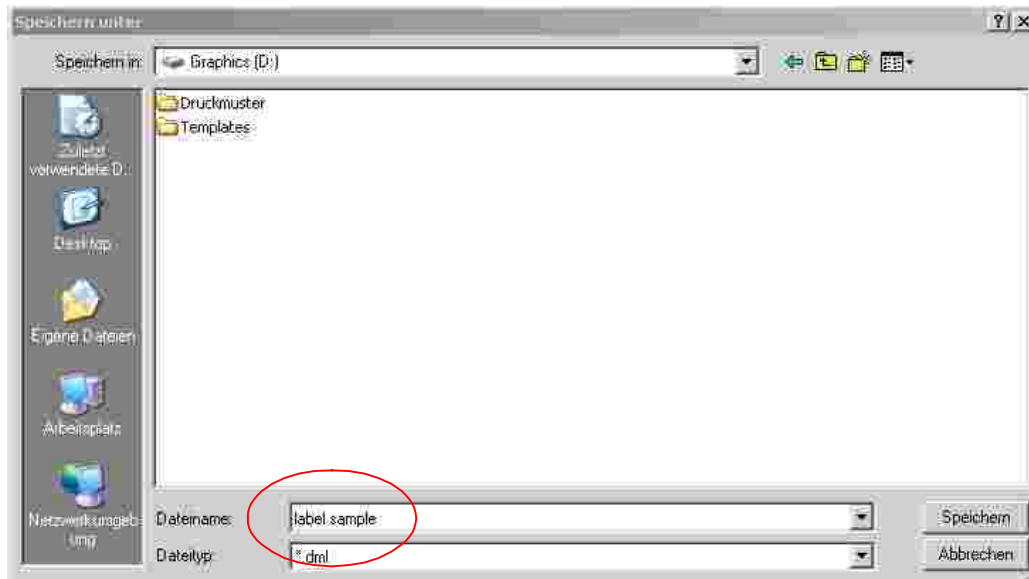 Speichern unter
Speichern in:
Graphics (D:)
Druckmuster
Templates
Zuletzt
verwendete D...
Desktop
Eigene Dateien
Arbeitsplatz
Netzwerkumgeb
ung
Dateiname:
label sample
Speichern
Dateityp:
*.dml
Abbrechen